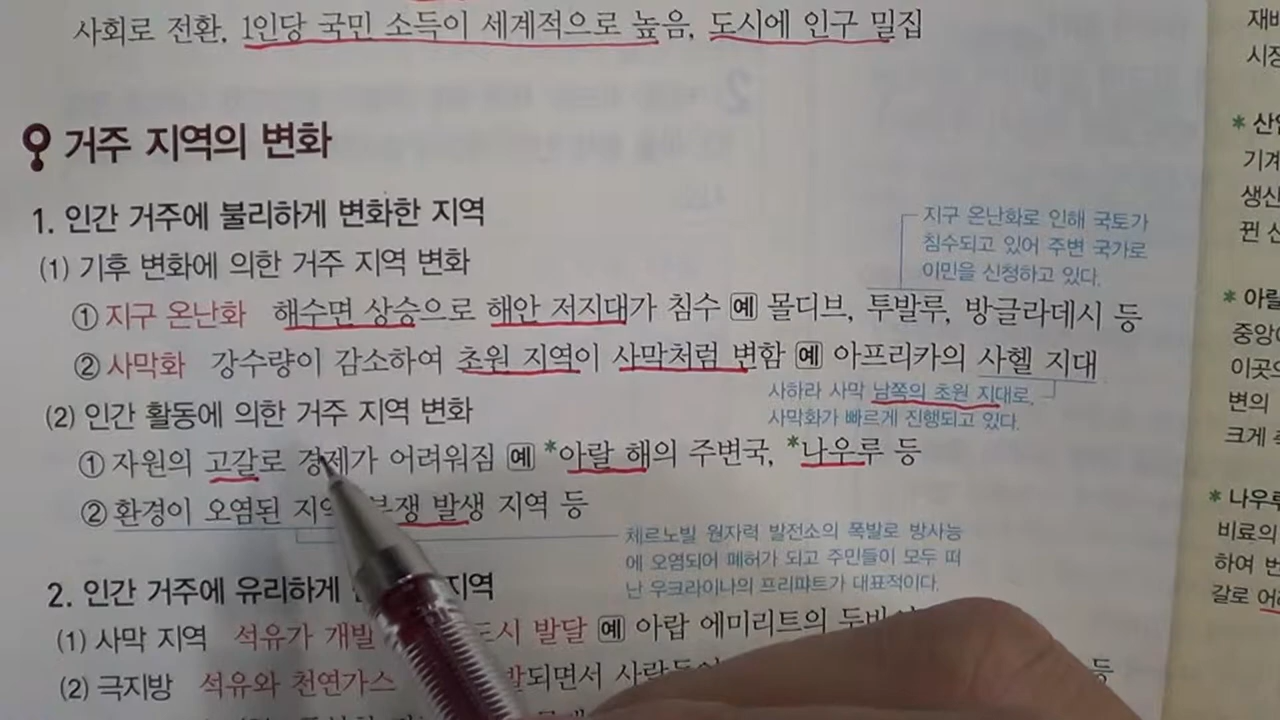 사회로 전환, 1인당 국민 소득이 세계적으로 높음, 도시에 인구 밀집
거주 지역의 변화
1. 인간 거주에 불리하게 변화한 지역
지구 온난화로 인해 국토가
침수되고 있어 주변 국가로
이민을 신청하고 있다.
(1) 기후 변화에 의한 거주 지역 변화
① 지구 온난화 해수면 상승으로 해안 저지대가 침수 예 몰디브, 투발루, 방글라데시 등
② 사막화 강수량이 감소하여 초원 지역이 사막처럼 변함 예 아프리카의 사헬 지대
사하라 사막 남쪽의 초원 지대로,
사막화가 빠르게 진행되고 있다.
(2) 인간 활동에 의한 거주 지역 변화
① 자원의 고갈로 경제가 어려워짐 예 *아랄 해의 주변국, *나우루 등
② 환경이 오염된 지역 발생 지역 등
체르노빌 원자력 발전소의 폭발로 방사능
에 오염되어 폐허가 되고 주민들이 모두 떠
난 우크라이나의 프리퍄트가 대표적이다.
2. 인간 거주에 유리하게 지역
(1) 사막 지역 석유가 개발 도시 발달 예 아랍 에미리트의
(2) 극지방 석유와 천연가스 되면서 등
재배
시장
* 산업
기계
생산
뀐 산
* 아랄
중앙
이곳의
변의
크게
* 나우루
비료의
하여 번
갈로